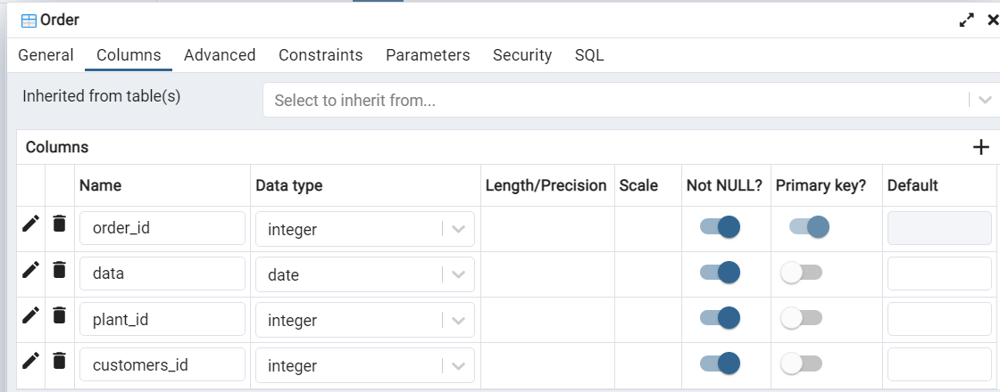 Order
General Columns Advanced Constraints Parameters Security SQL
Inherited from table(s) Select to inherit from...
Columns
Name Data type Length/Precision Scale Not NULL? Primary key? Default
order_id integer
data date
plant_id integer
customers_id integer